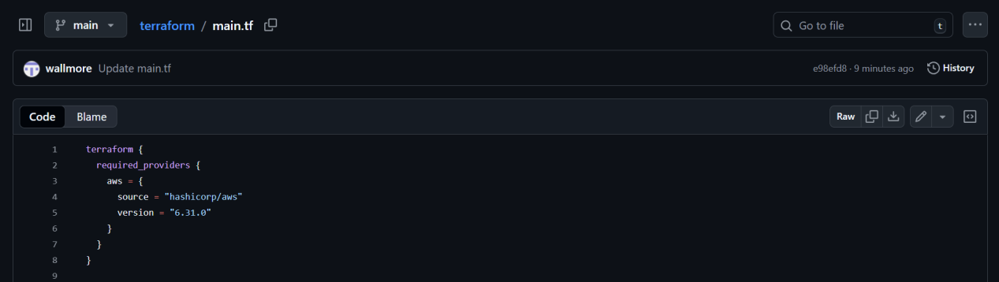 main
terraform / main.tf
Go to file
t
wallmore Update main.tf
e98efd8 · 9 minutes ago
History
Code
Blame
Raw
1 terraform {
2 required_providers {
3 aws = {
4 source = "hashicorp/aws"
5 version = "6.31.0"
6 }
7 }
8 }
9